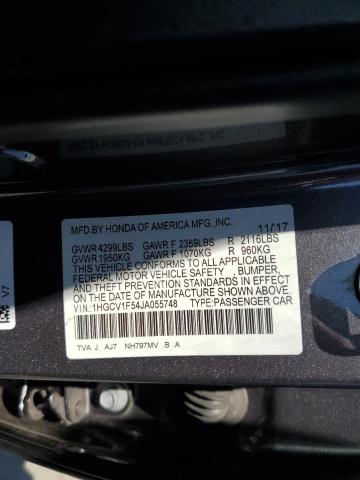 MFD BY HONDA OF AMERICA MFG.,INC. 11/17
GVWR 4299LBS GAWR F 2359LBS R 2116LBS
GVWR 1950KG GAWR F 1070KG R 960KG
THIS VEHICLE CONFORMS TO ALL APPLICABLE
FEDERAL MOTOR VEHICLE SAFETY, BUMPER,
AND THEFT PREVENTION STANDARDS IN
EFFECT ON THE DATE OF MANUFACTURE
SHOWN ABOVE.
V.I.N.:1HGCV1F54JA055748 TYPE:PASSENGER CAR
TVA J AJ7 NH797MV .B .A
V7